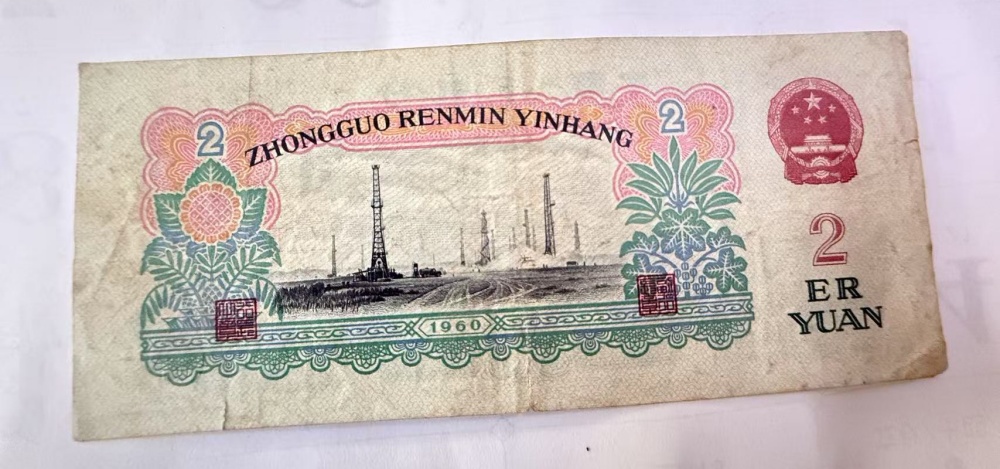 2
ZHONGGUO RENMIN YINHANG
2
1960
2
ER
YUAN